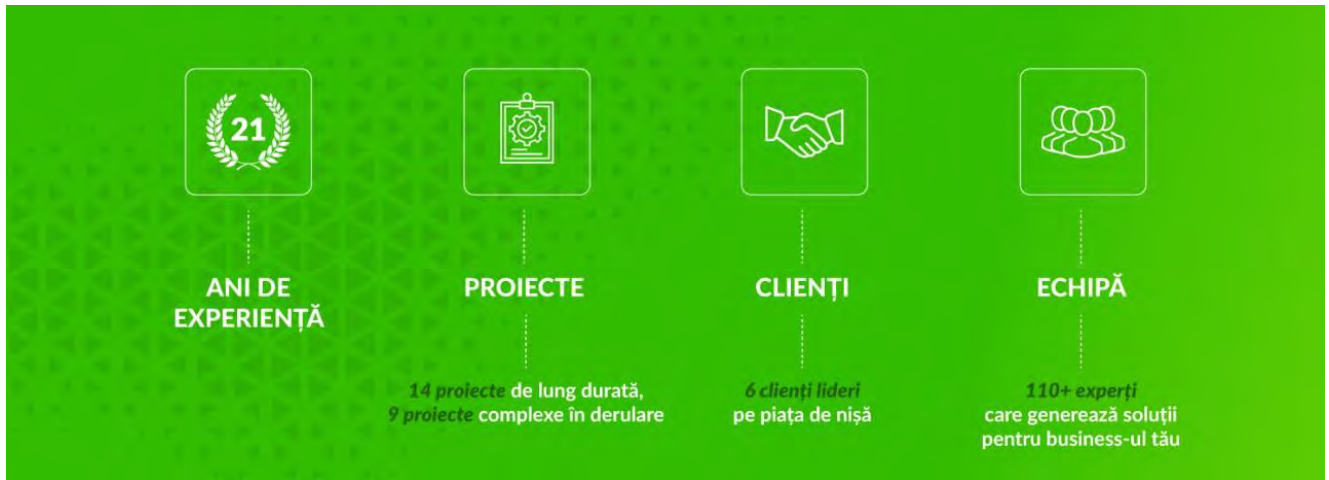 21
ANI DE
EXPERIENȚĂ
PROIECTE
14 proiecte de lung durată,
9 proiecte complexe în derulare
CLIENȚI
6 clienți lideri
pe piața de nișă
ECHIPĂ
110+ experți
care generează soluții
pentru business-ul tău